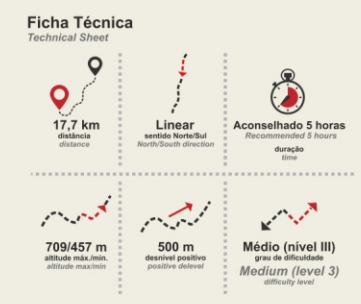 Ficha Técnica
Technical Sheet
17,7 km
distância
distance
Linear
sentido Norte/Sul
North/South direction
Aconselhado 5 horas
Recommended 5 hours
duração
time
709/457 m
altitude máx./min.
altitude max/min
500 m
desnível positivo
positive delevel
Médio (nível III)
grau de dificuldade
Medium (level 3)
difficulty level